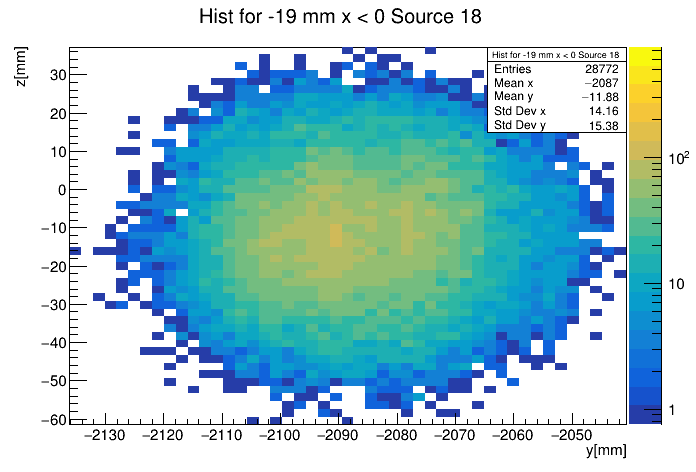 Hist for -19 mm x < 0 Source 18
z[mm]
Hist for -19 mm x < 0 Source 18
Entries 28772
Mean x −2087
Mean y −11.88
Std Dev x 14.16
Std Dev y 15.38
30
20
10
0
−10
−20
−30
−40
−50
−60
10²
10
1
−2130 −2120 −2110 −2100 −2090 −2080 −2070 −2060 −2050
y[mm]